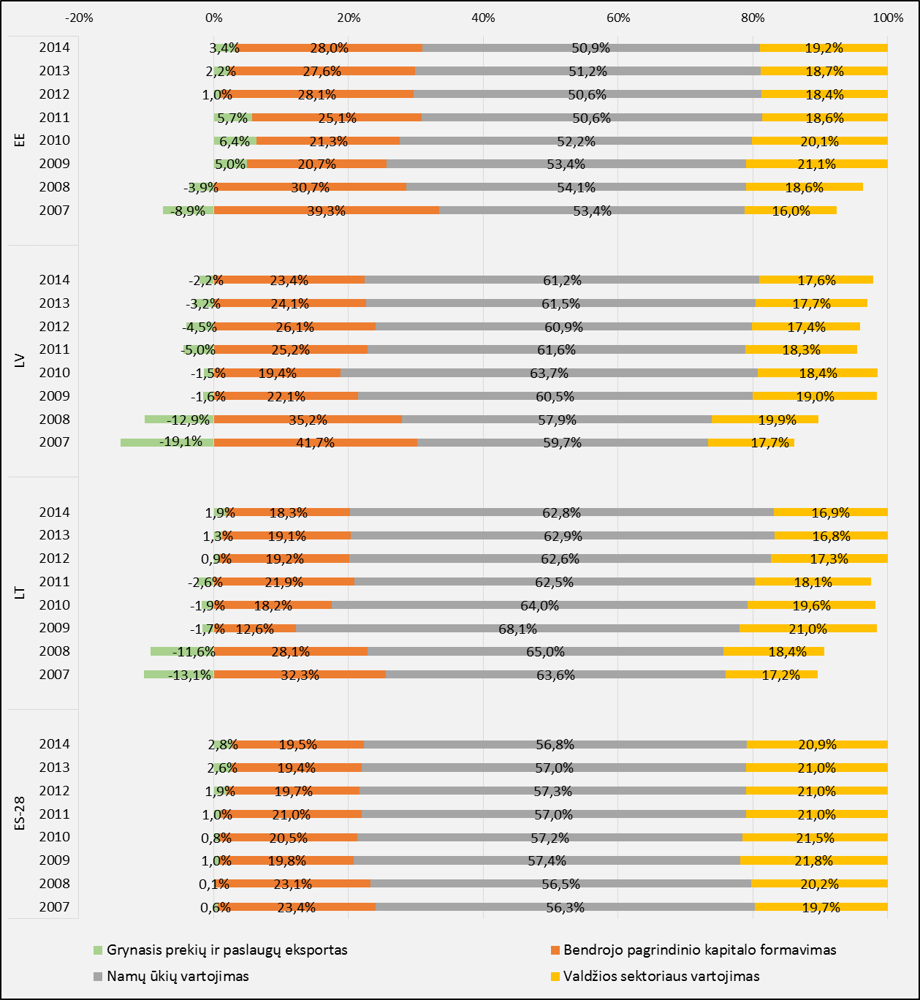 -20% 0% 20% 40% 60% 80% 100%
EE
2014 3,4% 28,0% 50,9% 19,2%
2013 2,2% 27,6% 51,2% 18,7%
2012 1,0% 28,1% 50,6% 18,4%
2011 5,7% 25,1% 50,6% 18,6%
2010 6,4% 21,3% 52,2% 20,1%
2009 5,0% 20,7% 53,4% 21,1%
2008 -3,9% 30,7% 54,1% 18,6%
2007 -8,9% 39,3% 53,4% 16,0%
LV
2014 -2,2% 23,4% 61,2% 17,6%
2013 -3,2% 24,1% 61,5% 17,7%
2012 -4,5% 26,1% 60,9% 17,4%
2011 -5,0% 25,2% 61,6% 18,3%
2010 -1,5% 19,4% 63,7% 18,4%
2009 -1,6% 22,1% 60,5% 19,0%
2008 -12,9% 35,2% 57,9% 19,9%
2007 -19,1% 41,7% 59,7% 17,7%
LT
2014 1,9% 18,3% 62,8% 16,9%
2013 1,3% 19,1% 62,9% 16,8%
2012 0,9% 19,2% 62,6% 17,3%
2011 -2,6% 21,9% 62,5% 18,1%
2010 -1,9% 18,2% 64,0% 19,6%
2009 -1,7% 12,6% 68,1% 21,0%
2008 -11,6% 28,1% 65,0% 18,4%
2007 -13,1% 32,3% 63,6% 17,2%
ES-28
2014 2,8% 19,5% 56,8% 20,9%
2013 2,6% 19,4% 57,0% 21,0%
2012 1,9% 19,7% 57,3% 21,0%
2011 1,0% 21,0% 57,0% 21,0%
2010 0,8% 20,5% 57,2% 21,5%
2009 1,0% 19,8% 57,4% 21,8%
2008 0,1% 23,1% 56,5% 20,2%
2007 0,6% 23,4% 56,3% 19,7%
Grynasis prekių ir paslaugų eksportas
Bendrojo pagrindinio kapitalo formavimas
Namų ūkių vartojimas
Valdžios sektoriaus vartojimas